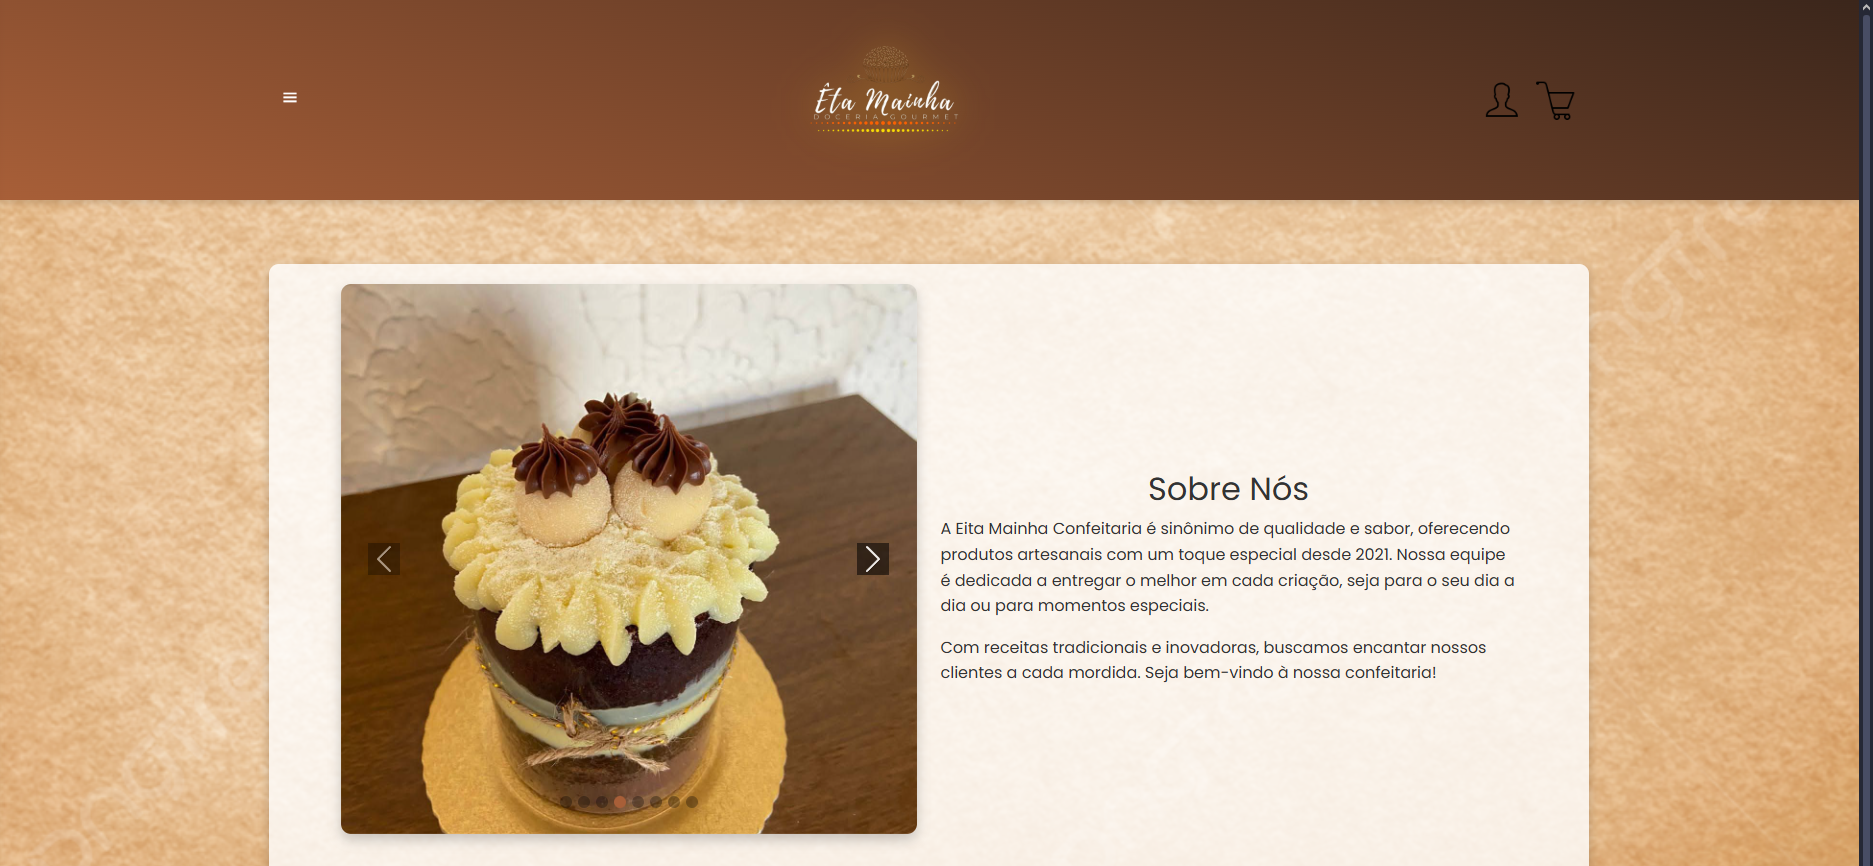 Êta Mainha
DOCERIA GOURMET
Sobre Nós
A Eita Mainha Confeitaria é sinônimo de qualidade e sabor, oferecendo
produtos artesanais com um toque especial desde 2021. Nossa equipe
é dedicada a entregar o melhor em cada criação, seja para o seu dia a
dia ou para momentos especiais.
Com receitas tradicionais e inovadoras, buscamos encantar nossos
clientes a cada mordida. Seja bem-vindo à nossa confeitaria!